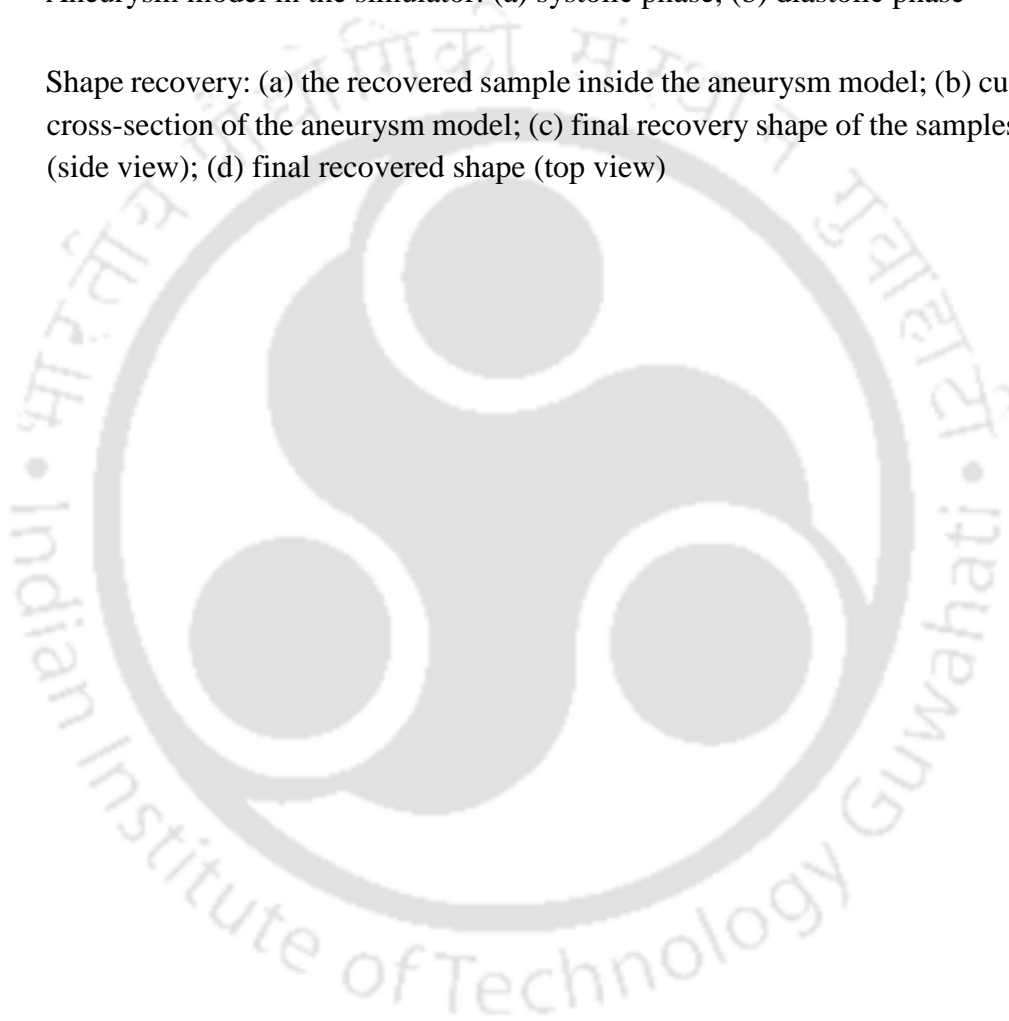 Aneurysm model in the simulator: (a) systolic phase; (b) diastolic phase
Shape recovery: (a) the recovered sample inside the aneurysm model; (b) cu
cross-section of the aneurysm model; (c) final recovery shape of the samples
(side view); (d) final recovered shape (top view)
भारतीय प्रौद्योगिकी संस्थान गुवाहाटी
• Indian Institute of Technology Guwahati •